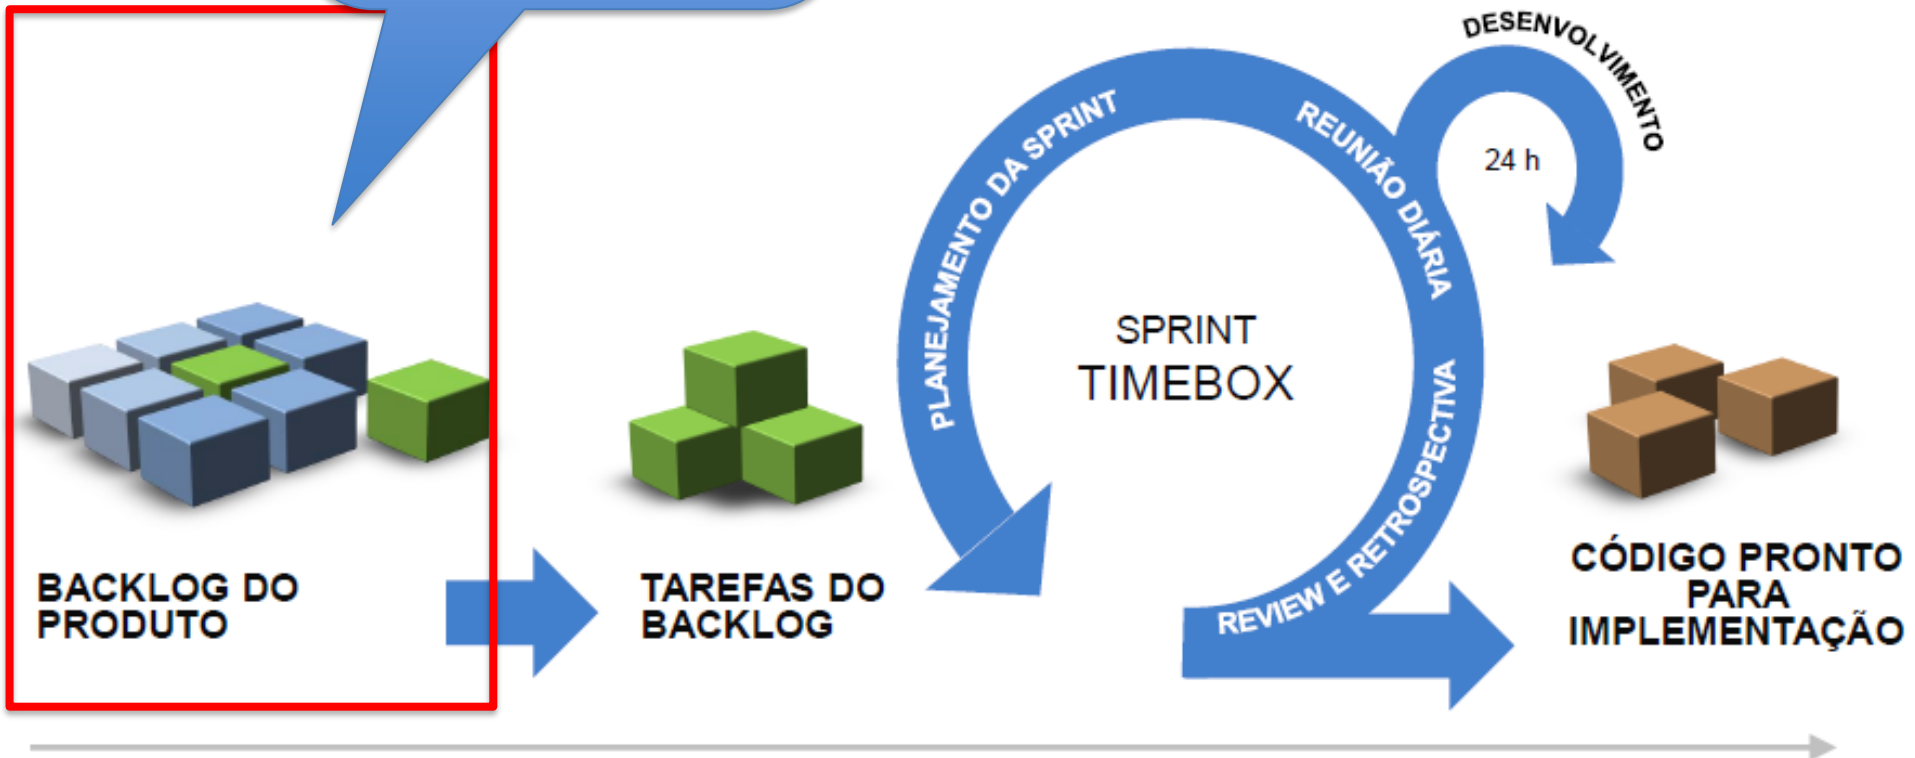 DESENVOLVIMENTO
24 h
PLANEJAMENTO DA SPRINT
REUNIÃO DIÁRIA
REVIEW E RETROSPECTIVA
SPRINT
TIMEBOX
BACKLOG DO
PRODUTO
TAREFAS DO
BACKLOG
CÓDIGO PRONTO
PARA
IMPLEMENTAÇÃO